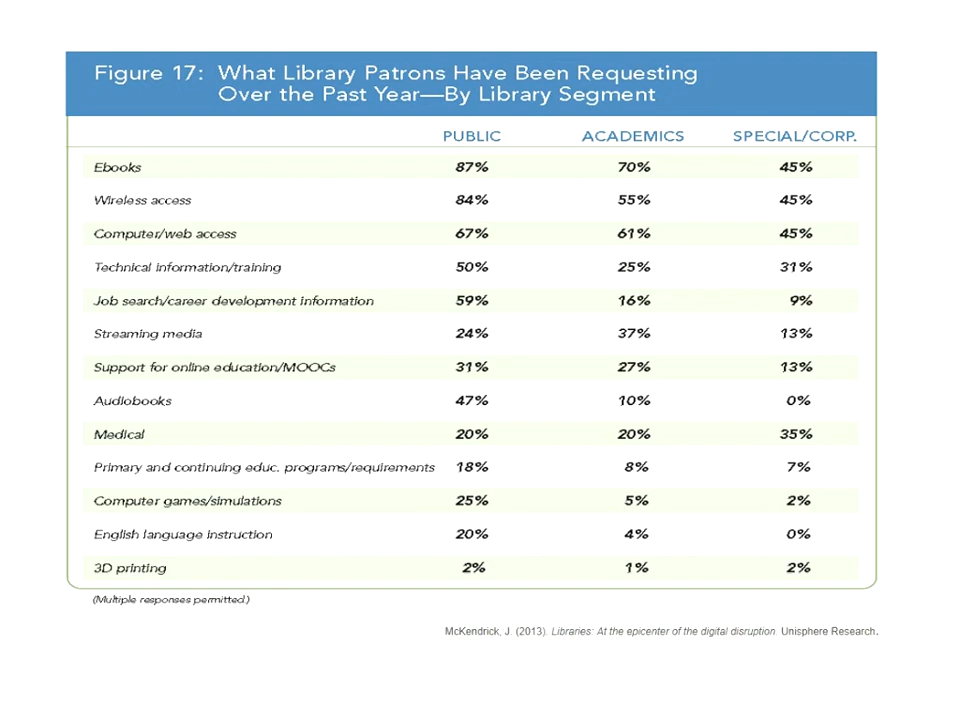 Figure 17: What Library Patrons Have Been Requesting
Over the Past Year—By Library Segment
PUBLIC ACADEMICS SPECIAL/CORP.
Ebooks 87% 70% 45%
Wireless access 84% 55% 45%
Computer/web access 67% 61% 45%
Technical information/training 50% 25% 31%
Job search/career development information 59% 16% 9%
Streaming media 24% 37% 13%
Support for online education/MOOCs 31% 27% 13%
Audiobooks 47% 10% 0%
Medical 20% 20% 35%
Primary and continuing educ. programs/requirements 18% 8% 7%
Computer games/simulations 25% 5% 2%
English language instruction 20% 4% 0%
3D printing 2% 1% 2%
(Multiple responses permitted.)
McKendrick, J. (2013). Libraries: At the epicenter of the digital disruption. Unisphere Research.